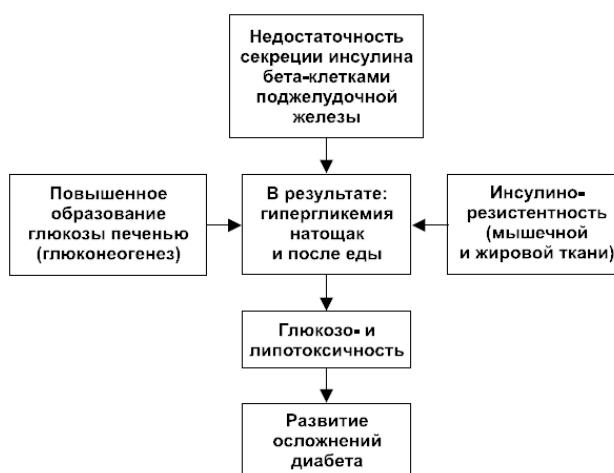 Недостаточность
секреции инсулина
бета-клетками
поджелудочной
железы
Повышенное
образование
глюкозы печенью
(глюконеогенез)
В результате:
гипергликемия
натощак
и после еды
Инсулино-
резистентность
(мышечной
и жировой ткани)
Глюкозо- и
липотоксичность
Развитие
осложнений
диабета